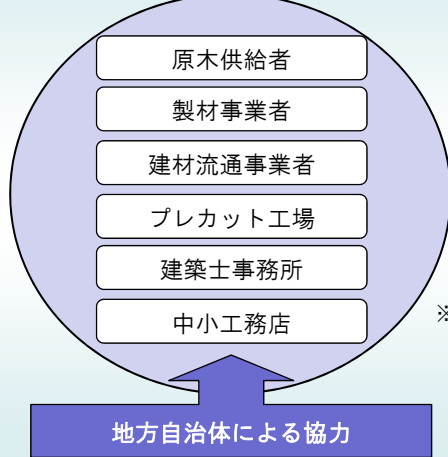 原木供給者
製材事業者
建材流通事業者
プレカット工場
建築士事務所
中小工務店
※
地方自治体による協力